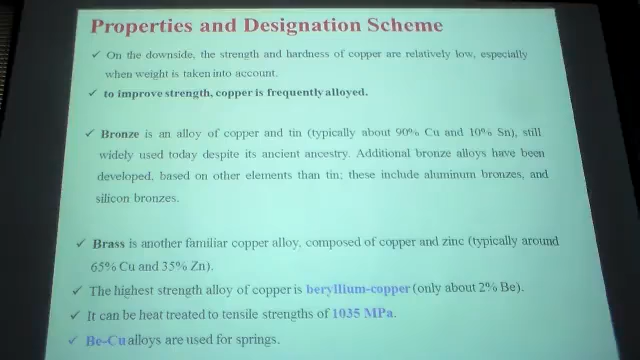 Properties and Designation Scheme
✓ On the downside, the strength and hardness of copper are relatively low, especially
when weight is taken into account.
✓ to improve strength, copper is frequently alloyed.
✓ Bronze is an alloy of copper and tin (typically about 90% Cu and 10% Sn), still
widely used today despite its ancient ancestry. Additional bronze alloys have been
developed, based on other elements than tin; these include aluminum bronzes, and
silicon bronzes.
✓ Brass is another familiar copper alloy, composed of copper and zinc (typically around
65% Cu and 35% Zn).
✓ The highest strength alloy of copper is beryllium-copper (only about 2% Be).
✓ It can be heat treated to tensile strengths of 1035 MPa.
✓ Be-Cu alloys are used for springs.